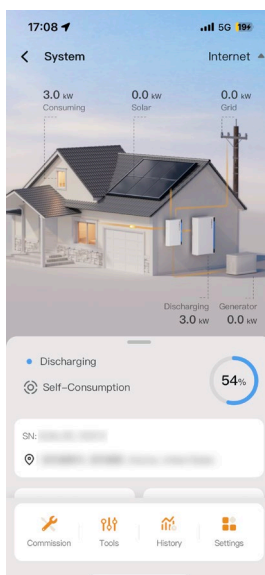 17:08 5G 19
System Internet
3.0 kW 0.0 kW 0.0 kW
Consuming Solar Grid
Discharging Generator
3.0 kW 0.0 kW
Discharging
Self-Consumption
54%
SN:
Commission Tools History Settings